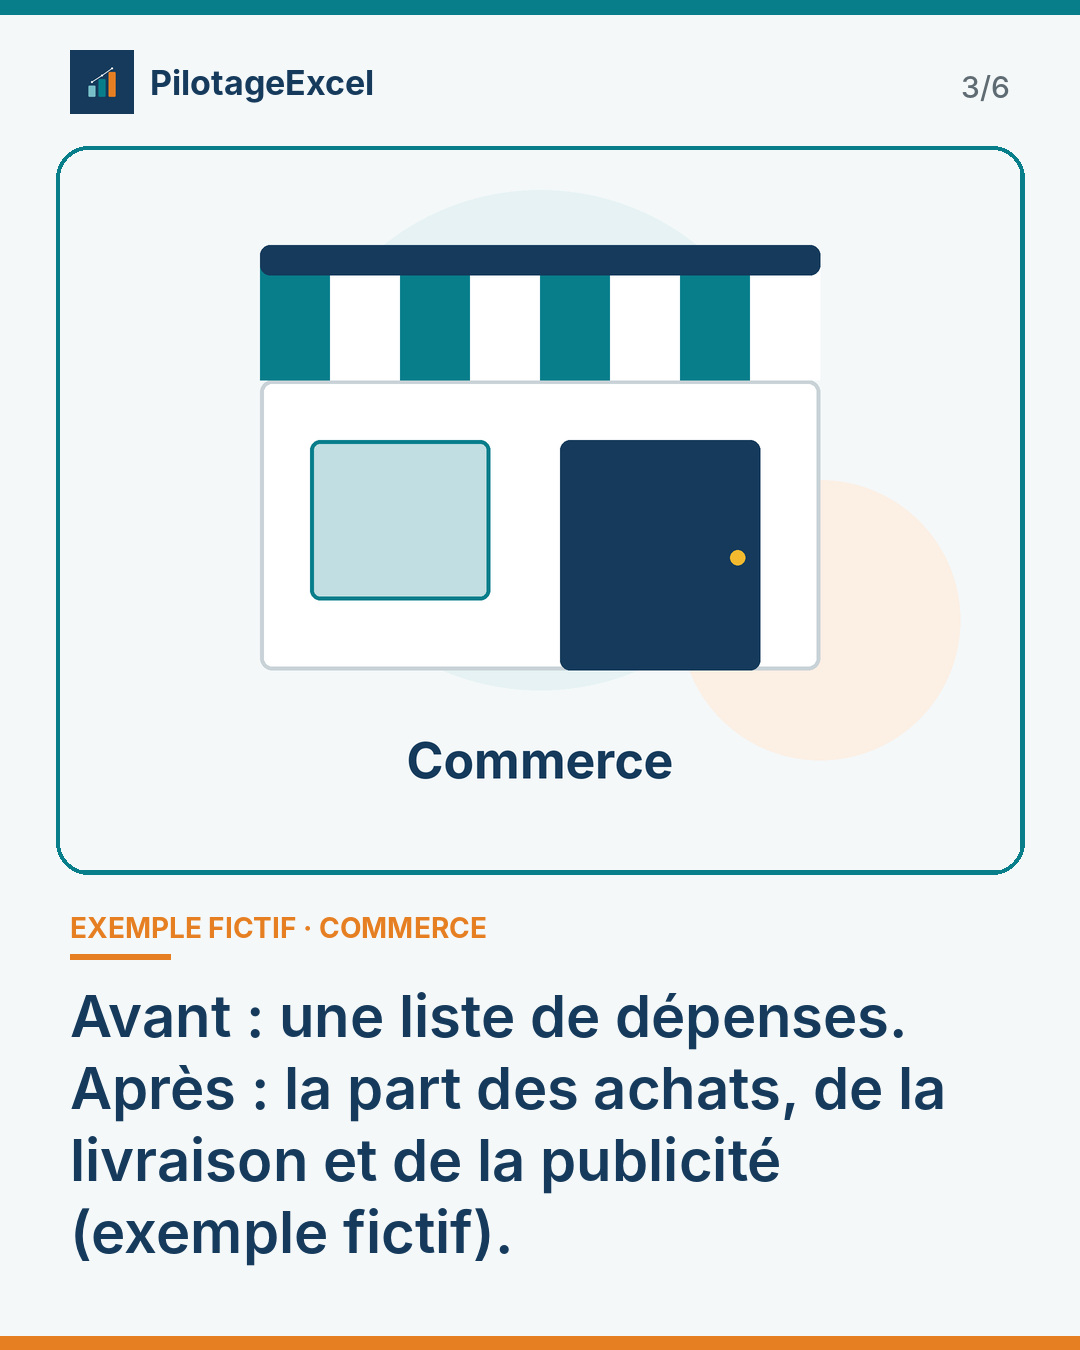 PilotageExcel
3/6
Commerce
EXEMPLE FICTIF · COMMERCE
Avant : une liste de dépenses.
Après : la part des achats, de la
livraison et de la publicité
(exemple fictif).